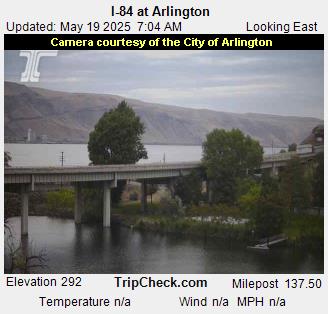 I-84 at Arlington
Updated: May 19 2025 7:04 AM Looking East
Camera courtesy of the City of Arlington
Elevation 292 TripCheck.com Milepost 137.50
Temperature n/a Wind n/a MPH n/a